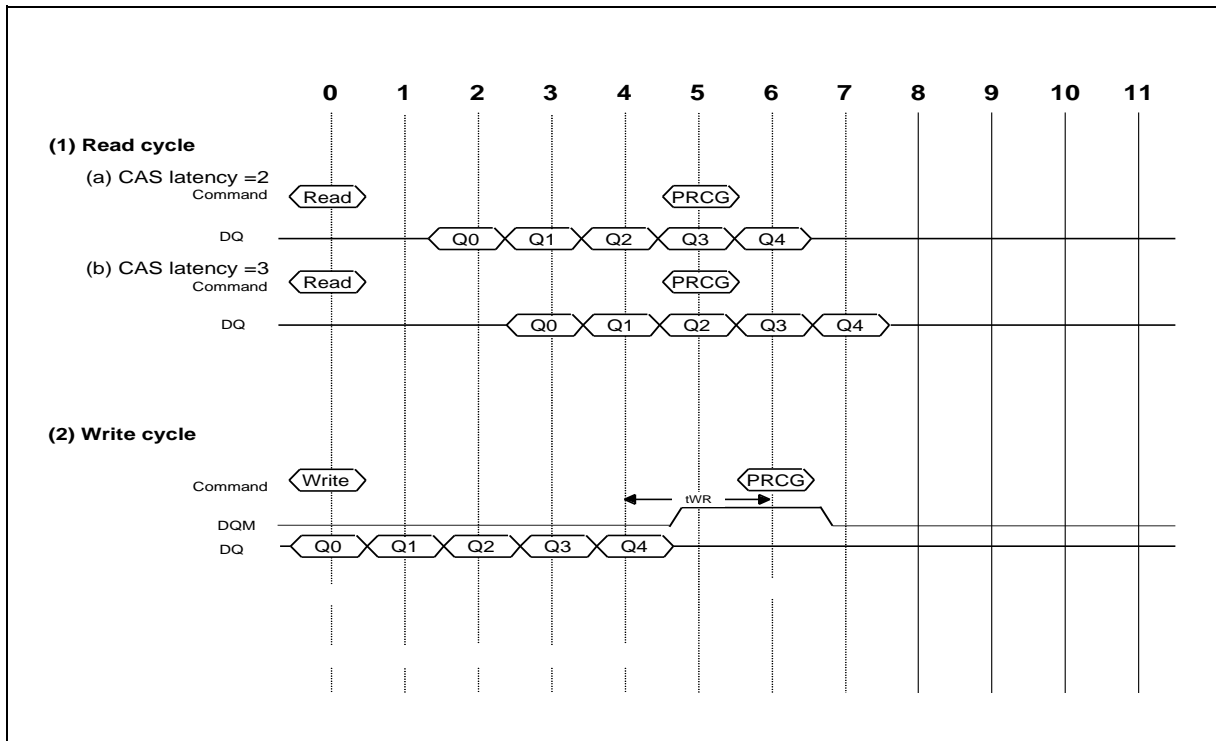 0 1 2 3 4 5 6 7 8 9 10 11
(1) Read cycle
(a) CAS latency =2
Command Read PRCG
DQ Q0 Q1 Q2 Q3 Q4
(b) CAS latency =3
Command Read PRCG
DQ Q0 Q1 Q2 Q3 Q4
(2) Write cycle
Command Write PRCG
tWR
DQM
DQ Q0 Q1 Q2 Q3 Q4